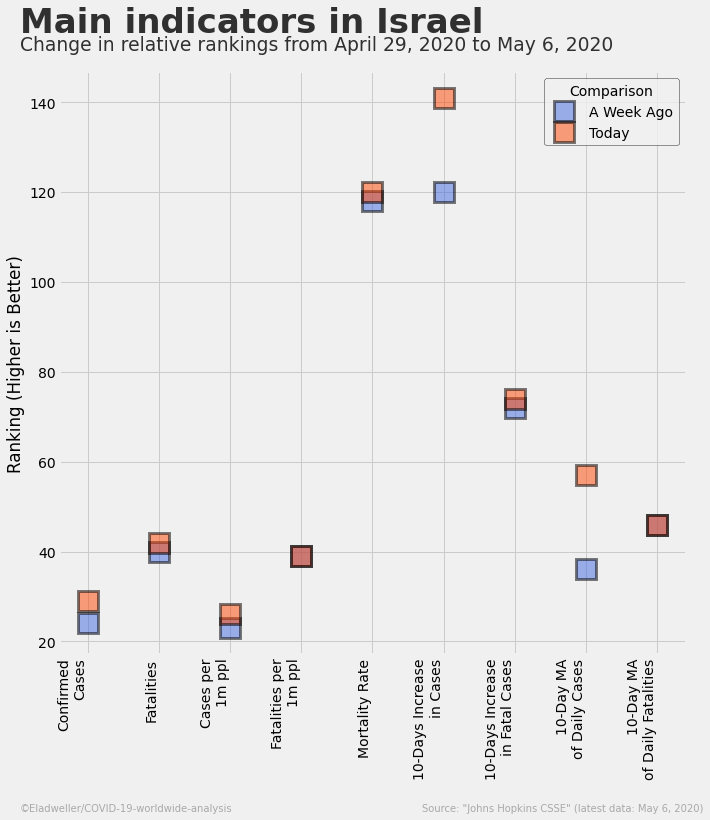 Main indicators in Israel
Change in relative rankings from April 29, 2020 to May 6, 2020
Comparison
A Week Ago
Today
Ranking (Higher is Better)
140
120
100
80
60
40
20
Confirmed
Cases
Fatalities
Cases per
1m ppl
Fatalities per
1m ppl
Mortality Rate
10-Days Increase
in Cases
10-Days Increase
in Fatal Cases
10-Day MA
of Daily Cases
10-Day MA
of Daily Fatalities
©Eladweller/COVID-19-worldwide-analysis
Source: "Johns Hopkins CSSE" (latest data: May 6, 2020)